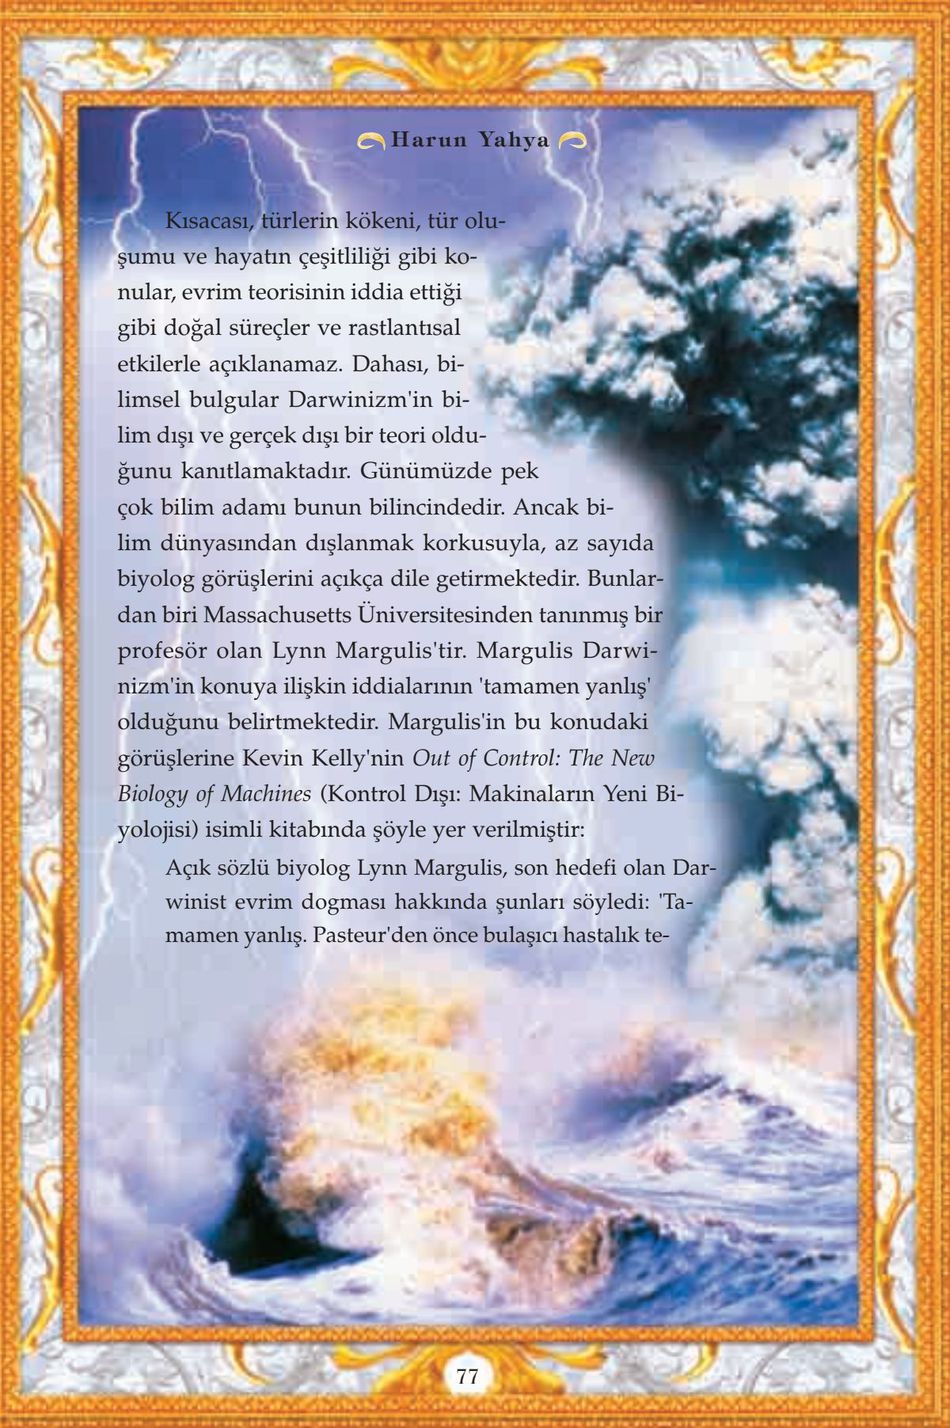 Harun Yahya
Kısacası, türlerin kökeni, tür olu-
şumu ve hayatın çeşitliliği gibi ko-
nular, evrim teorisinin iddia ettiği
gibi doğal süreçler ve rastlantısal
etkilerle açıklanamaz. Dahası, bi-
limsel bulgular Darwinizm'in bi-
lim dışı ve gerçek dışı bir teori oldu-
ğunu kanıtlamaktadır. Günümüzde pek
çok bilim adamı bunun bilincindedir. Ancak bi-
lim dünyasından dışlanmak korkusuyla, az sayıda
biyolog görüşlerini açıkça dile getirmektedir. Bunlar-
dan biri Massachusetts Üniversitesinden tanınmış bir
profesör olan Lynn Margulis'tir. Margulis Darwi-
nizm'in konuya ilişkin iddialarının 'tamamen yanlış'
olduğunu belirtmektedir. Margulis'in bu konudaki
görüşlerine Kevin Kelly'nin Out of Control: The New
Biology of Machines (Kontrol Dışı: Makinaların Yeni Bi-
yolojisi) isimli kitabında şöyle yer verilmiştir:
Açık sözlü biyolog Lynn Margulis, son hedefi olan Dar-
winist evrim dogması hakkında şunları söyledi: 'Ta-
mamen yanlış. Pasteur'den önce bulaşıcı hastalık te-
77